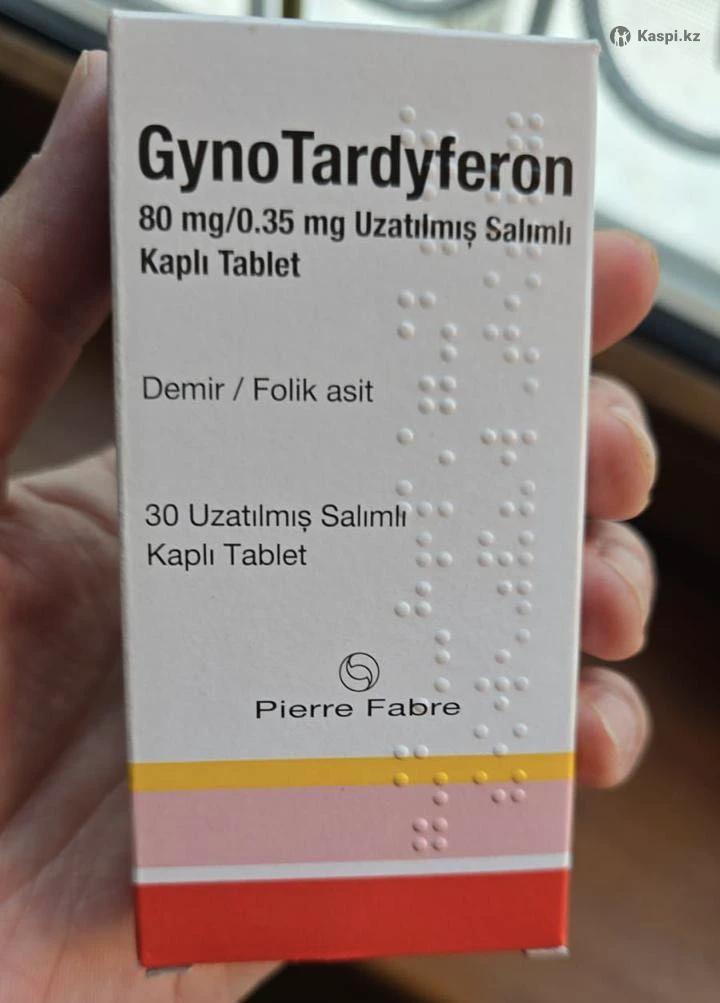 Kaspi.kz
GynoTardyferon
80 mg/0.35 mg Uzatılmış Salımlı
Kaplı Tablet
Demir / Folik asit
30 Uzatılmış Salımlı
Kaplı Tablet
Pierre Fabre